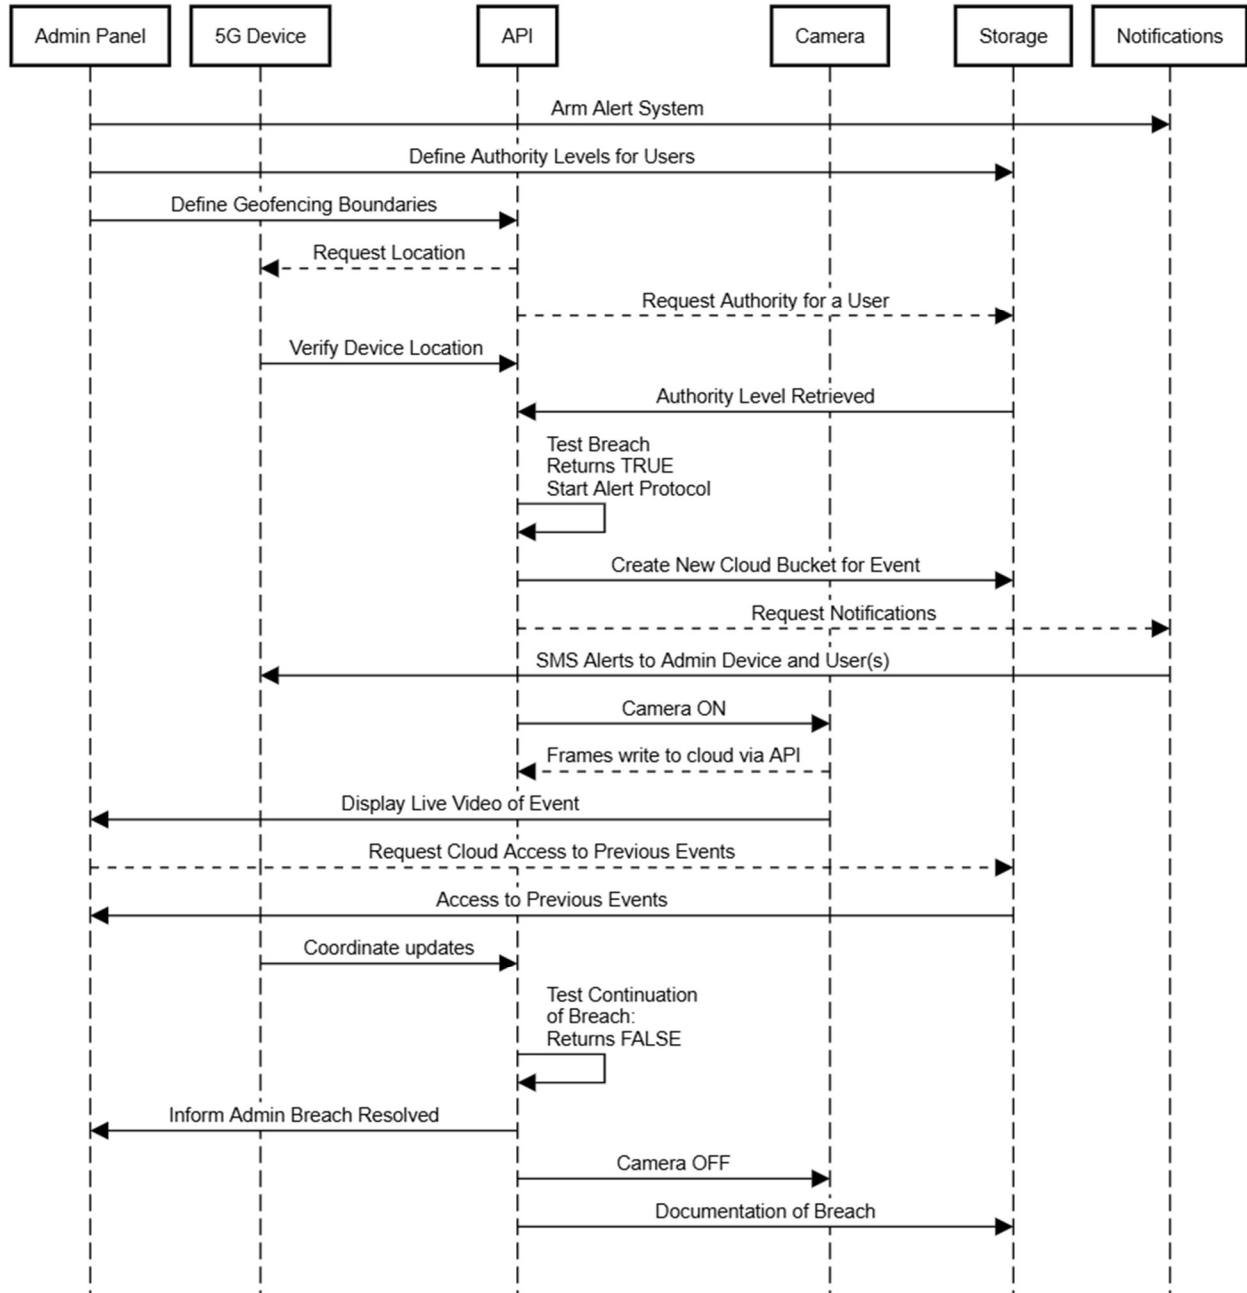 Admin Panel
5G Device
API
Camera
Storage
Notifications
Arm Alert System
Define Authority Levels for Users
Define Geofencing Boundaries
Request Location
Request Authority for a User
Verify Device Location
Authority Level Retrieved
Test Breach
Returns TRUE
Start Alert Protocol
Create New Cloud Bucket for Event
Request Notifications
SMS Alerts to Admin Device and User(s)
Camera ON
Frames write to cloud via API
Display Live Video of Event
Request Cloud Access to Previous Events
Access to Previous Events
Coordinate updates
Test Continuation
of Breach:
Returns FALSE
Inform Admin Breach Resolved
Camera OFF
Documentation of Breach